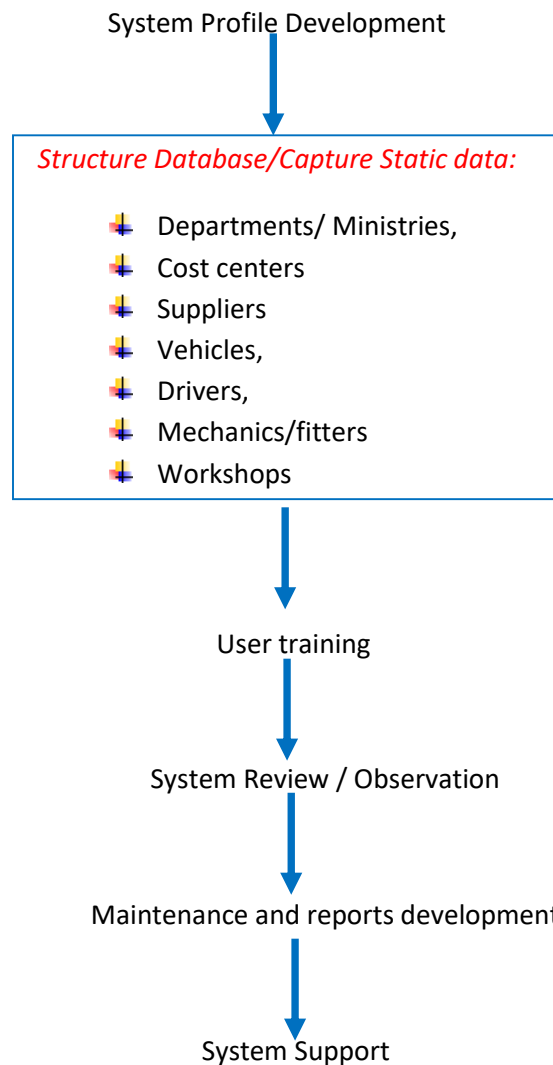 System Profile Development
Structure Database/Capture Static data:
Departments/ Ministries,
Cost centers
Suppliers
Vehicles,
Drivers,
Mechanics/fitters
Workshops
User training
System Review / Observation
Maintenance and reports development
System Support